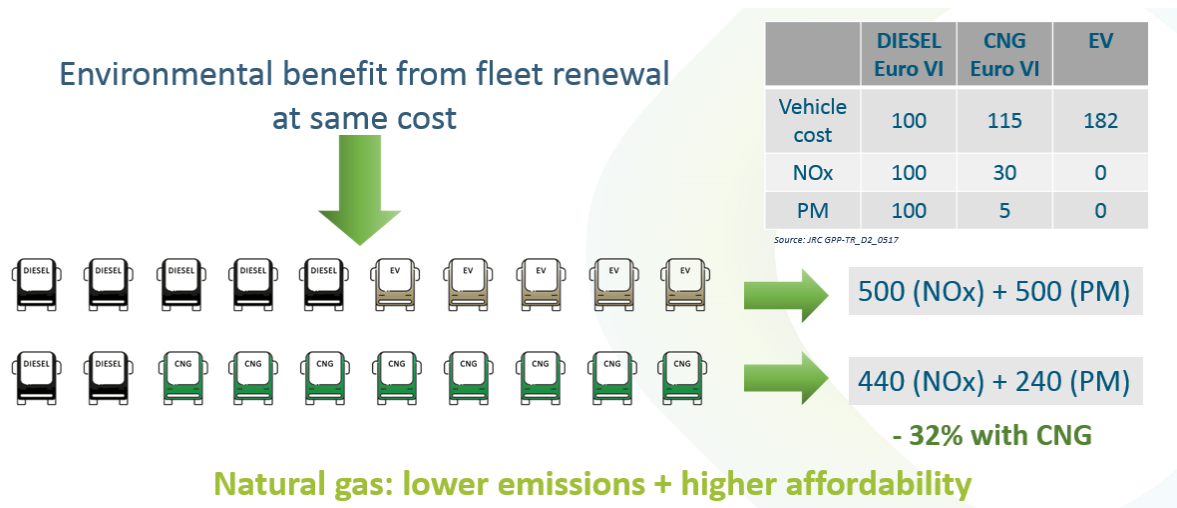 Environmental benefit from fleet renewal
at same cost
DIESEL CNG EV
Euro VI Euro VI
Vehicle
cost 100 115 182
NOx 100 30 0
PM 100 5 0
Source: JRC GPP-TR_D2_0517
DIESEL DIESEL DIESEL DIESEL DIESEL EV EV EV EV EV
500 (NOx) + 500 (PM)
DIESEL DIESEL CNG CNG CNG CNG CNG CNG CNG CNG
440 (NOx) + 240 (PM)
- 32% with CNG
Natural gas: lower emissions + higher affordability